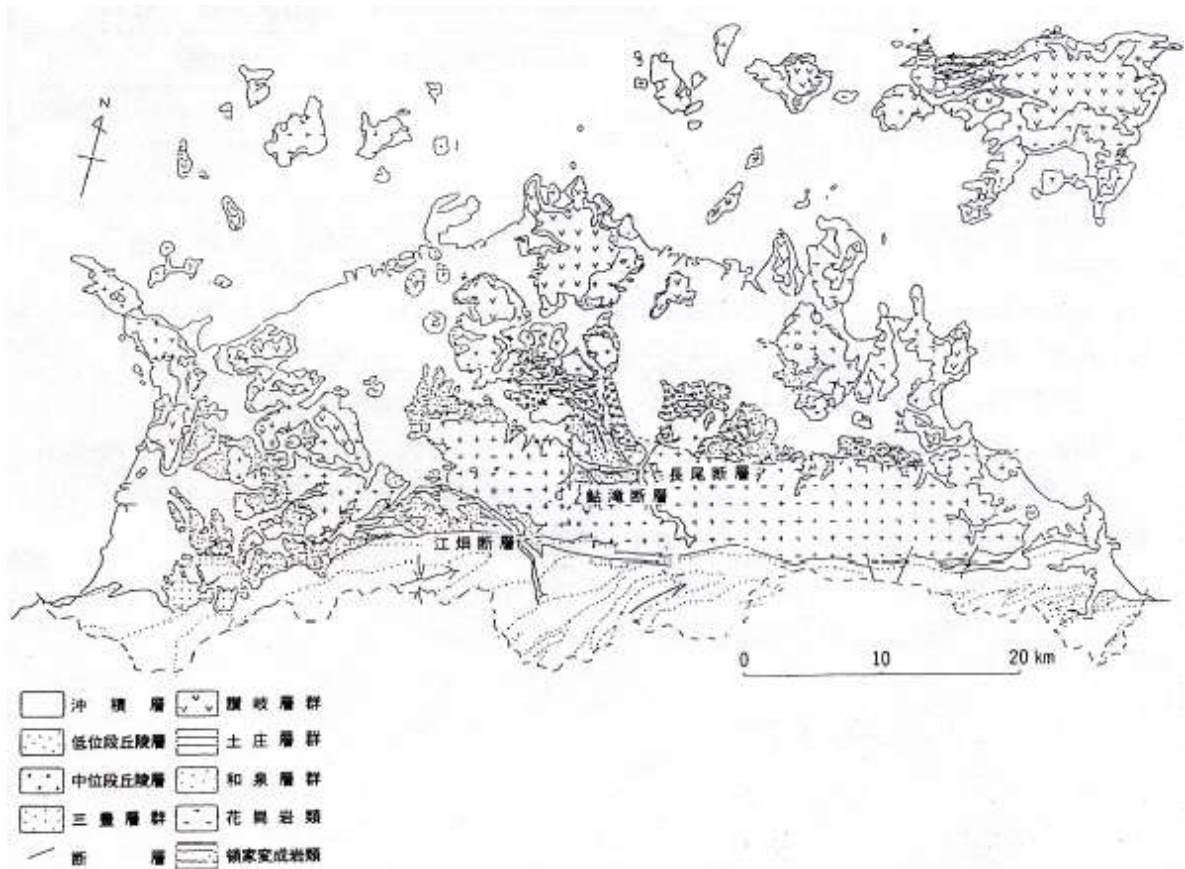 N
1
2
長尾断層
鮎滝断層
江畑断層
0 10 20 km
沖積層
讃岐層群
低位段丘陵層
土庄層群
中位段丘陵層
和泉層群
三豊層群
花崗岩類
断層
領家変成岩類